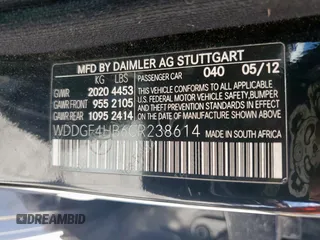 MFD BY DAIMLER AG STUTTGART
KG LBS PASSENGER CAR 040 05/12
GVWR 2020 4453
GAWR FRONT 955 2105
GAWR REAR 1095 2414
THIS VEHICLE CONFORMS TO ALL APPLICABLE
U.S. FEDERAL MOTOR VEHICLE SAFETY,
BUMPER, AND THEFT PREVENTION STANDARDS
IN EFFECT ON THE DATE OF
MANUFACTURE SHOWN ABOVE.
WDDGF4HB6CR238614
MADE IN SOUTH AFRICA
DREAMBID